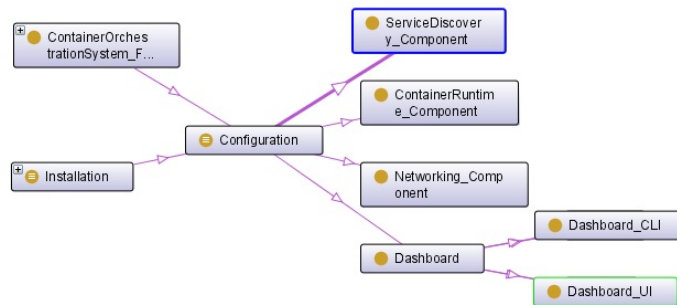 ContainerOrches
trationSystem_F...
ServiceDiscover
y_Component
ContainerRuntim
e_Component
Configuration
Installation
Networking_Comp
onent
Dashboard_CLI
Dashboard
Dashboard_UI